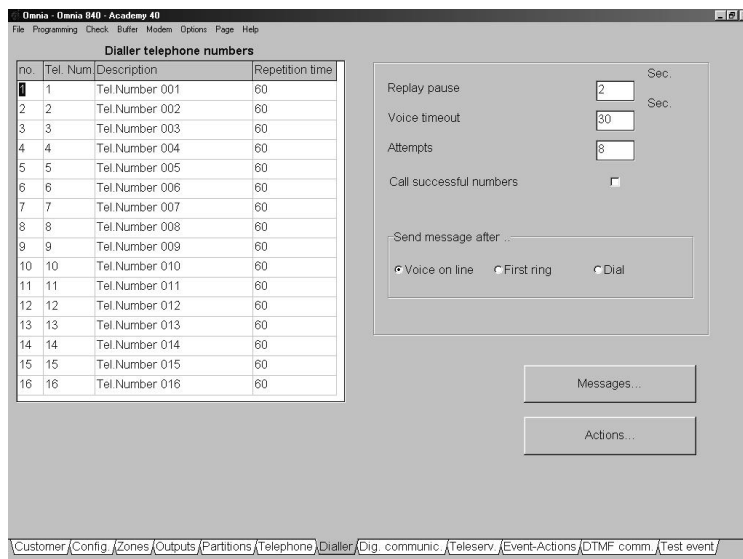 Omnia - Omnia 840 - Academy 40
File Programming Check Buffer Modem Options Page Help
Dialler telephone numbers
no. Tel. Num. Description Repetition time
1 1 Tel.Number 001 60
2 2 Tel.Number 002 60
3 3 Tel.Number 003 60
4 4 Tel.Number 004 60
5 5 Tel.Number 005 60
6 6 Tel.Number 006 60
7 7 Tel.Number 007 60
8 8 Tel.Number 008 60
9 9 Tel.Number 009 60
10 10 Tel.Number 010 60
11 11 Tel.Number 011 60
12 12 Tel.Number 012 60
13 13 Tel.Number 013 60
14 14 Tel.Number 014 60
15 15 Tel.Number 015 60
16 16 Tel.Number 016 60
Sec.
Replay pause 2
Sec.
Voice timeout 30
Attempts 8
Call successful numbers
Send message after ..
Voice on line First ring Dial
Messages...
Actions...
Customer Config. Zones Outputs Partitions Telephone Dialler Dig. communic. Teleserv. Event-Actions DTMF comm. Test event